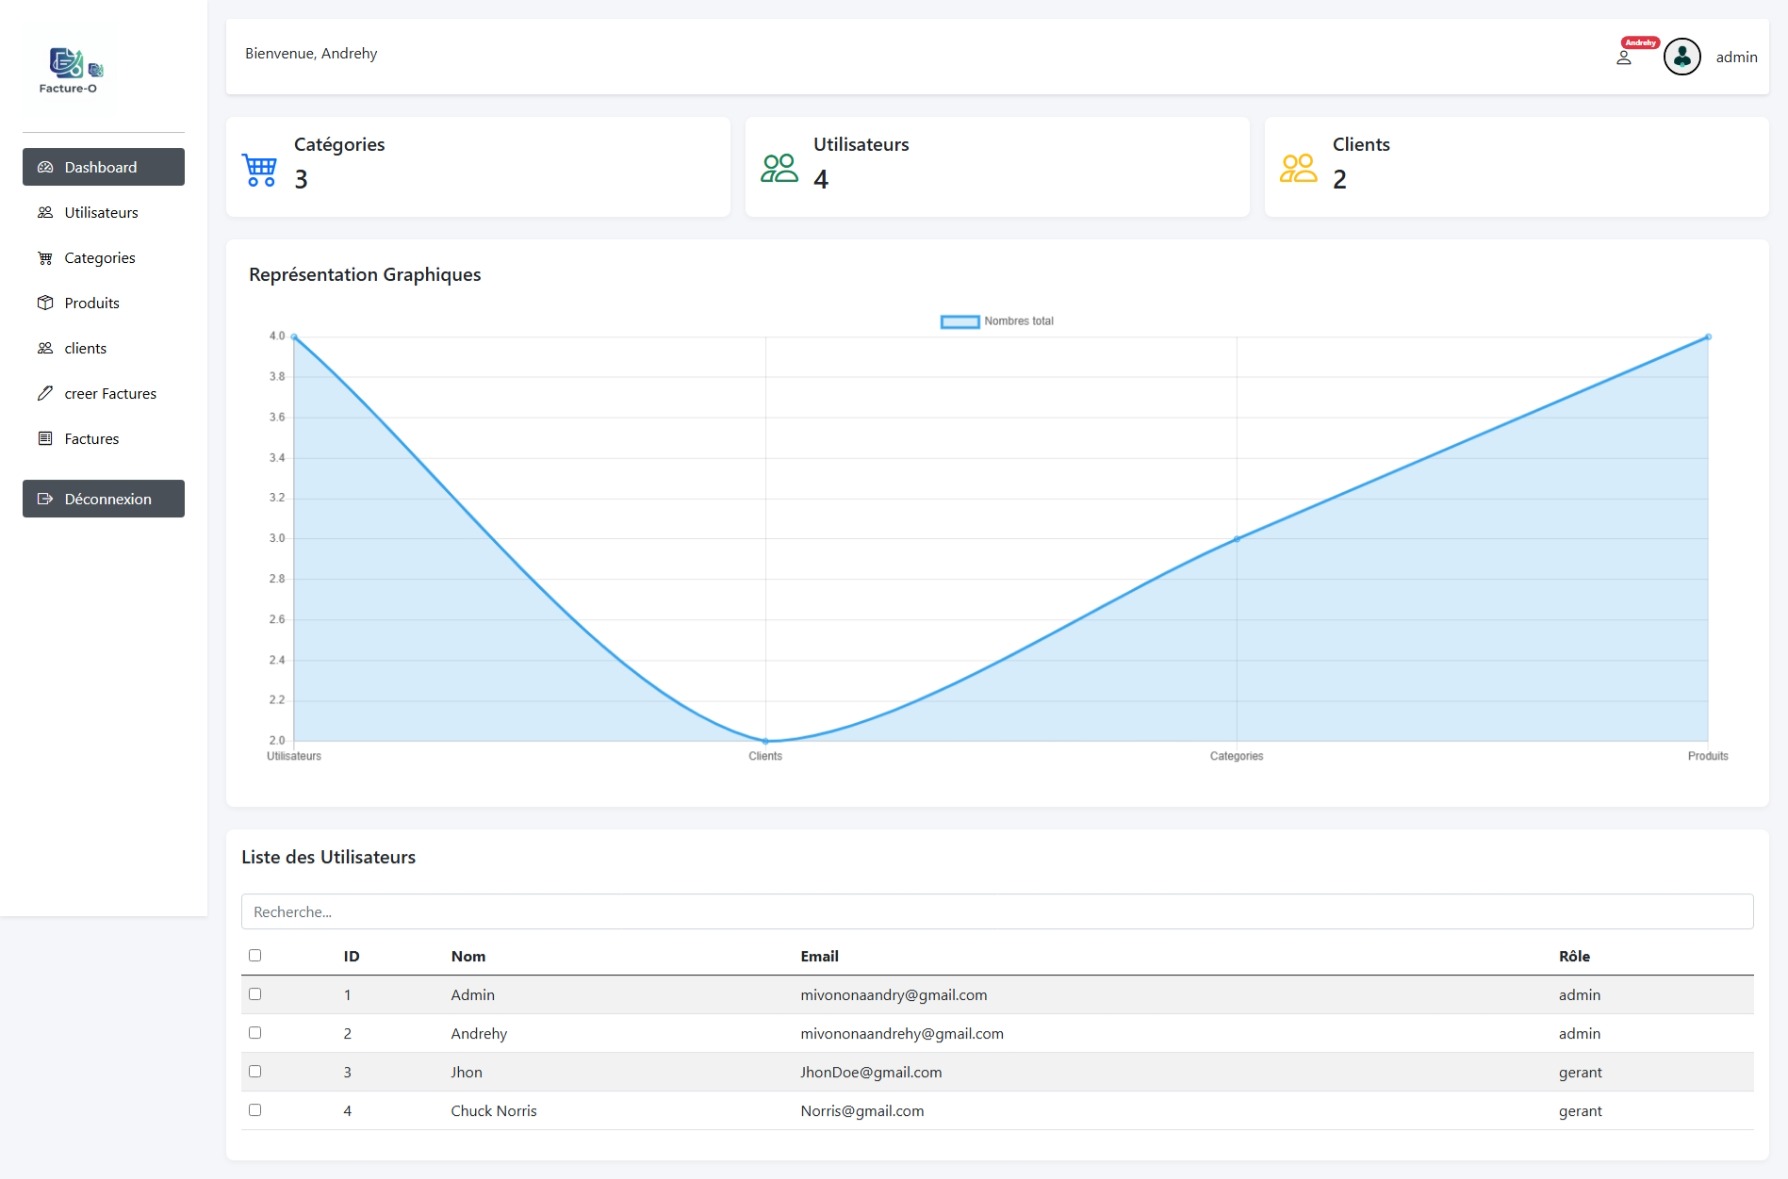 Facture-O
Dashboard
Utilisateurs
Categories
Produits
clients
creer Factures
Factures
Déconnexion
Bienvenue, Andrehy
Andrehy
admin
Catégories
3
Utilisateurs
4
Clients
2
Représentation Graphiques
Nombres total
4.0
3.8
3.6
3.4
3.2
3.0
2.8
2.6
2.4
2.2
2.0
Utilisateurs Clients Categories Produits
Liste des Utilisateurs
Recherche...
ID Nom Email Rôle
1 Admin mivononaandry@gmail.com admin
2 Andrehy mivononaandrehy@gmail.com admin
3 Jhon JhonDoe@gmail.com gerant
4 Chuck Norris Norris@gmail.com gerant